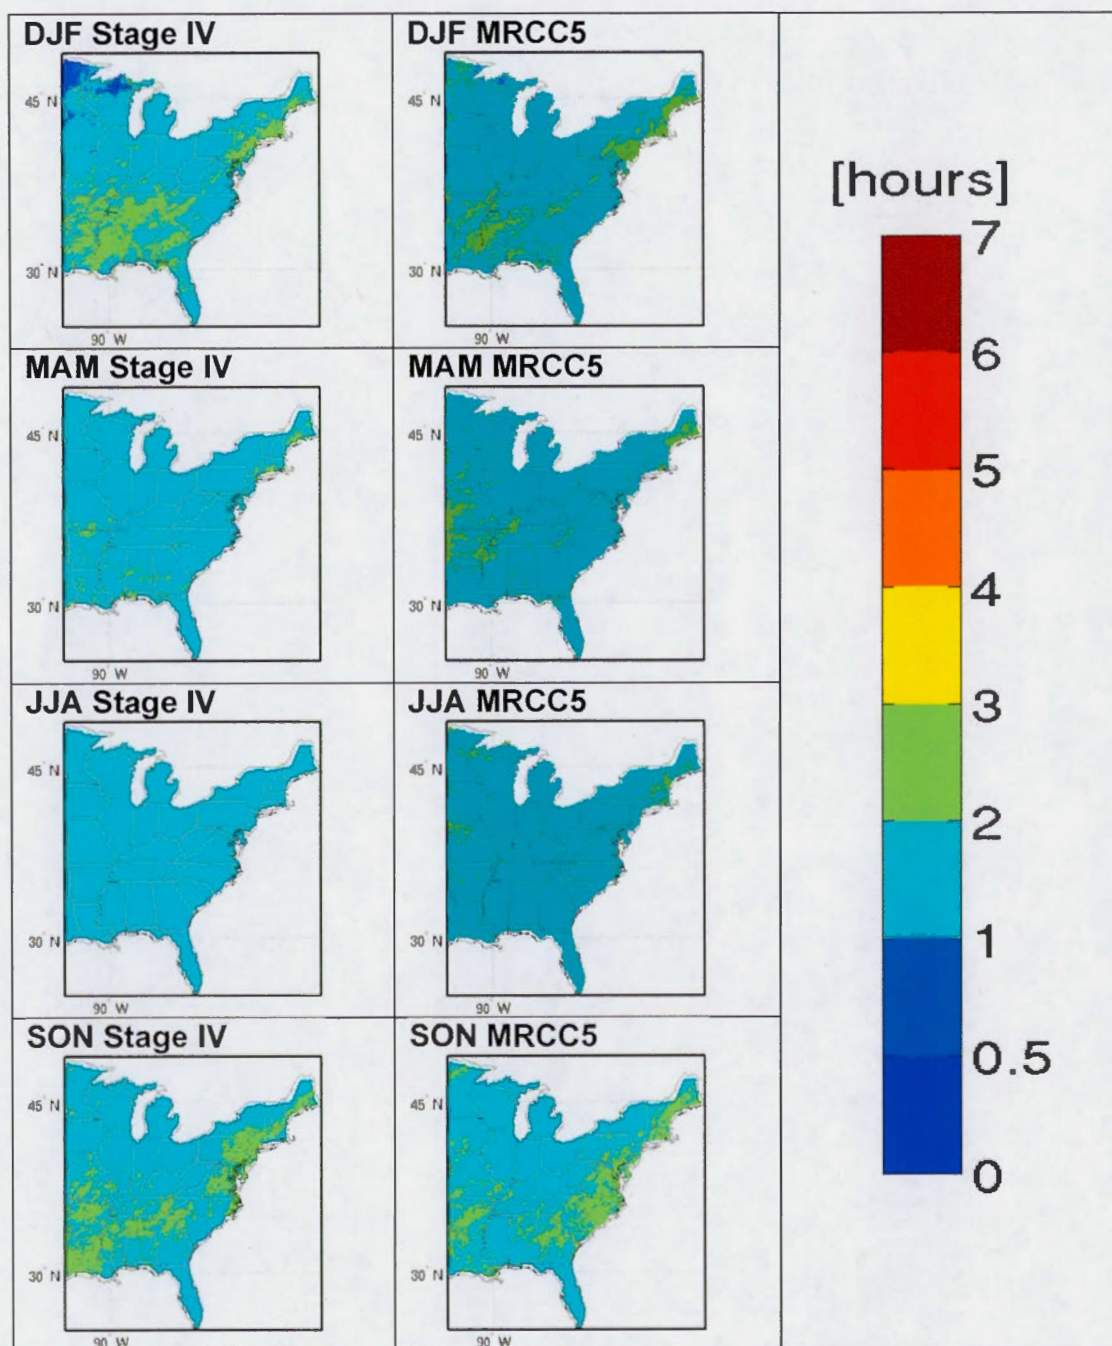 DJF Stage IV
DJF MRCC5
45° N
30° N
90° W
45° N
30° N
90° W
MAM Stage IV
MAM MRCC5
45° N
30° N
90° W
45° N
30° N
90° W
JJA Stage IV
JJA MRCC5
45° N
30° N
90° W
45° N
30° N
90° W
SON Stage IV
SON MRCC5
45° N
30° N
90° W
45° N
30° N
90° W
[hours]
7
6
5
4
3
2
1
0.5
0